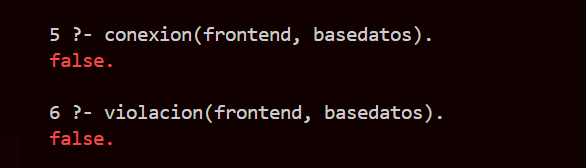 5 ?- conexion(frontend, basedatos).
false.
6 ?- violacion(frontend, basedatos).
false.